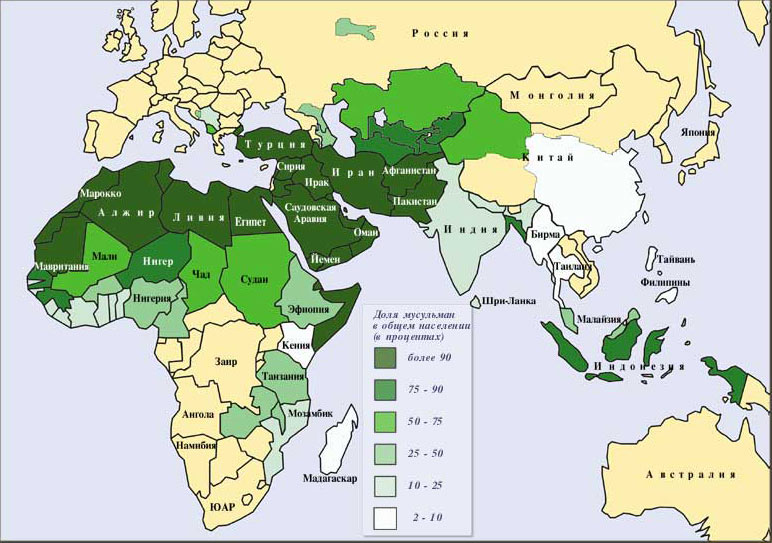 Россия
Монголия
Япония
Китай
Турция
Сирия
Иран
Афганистан
Ирак
Марокко
Алжир
Ливия
Египет
Саудовская
Аравия
Пакистан
Оман
Индия
Бирма
Мавритания
Мали
Нигер
Чад
Судан
Йемен
Тайвань
Таиланд
Филипины
Нигерия
Эфиопия
Шри-Ланка
Малайзия
Кения
Заир
Индонезия
Танзания
Ангола
Мозамбик
Намибия
Мадагаскар
ЮАР
Австралия
Доля мусульман
в общем населении
(в процентах)
более 90
75 - 90
50 - 75
25 - 50
10 - 25
2 - 10